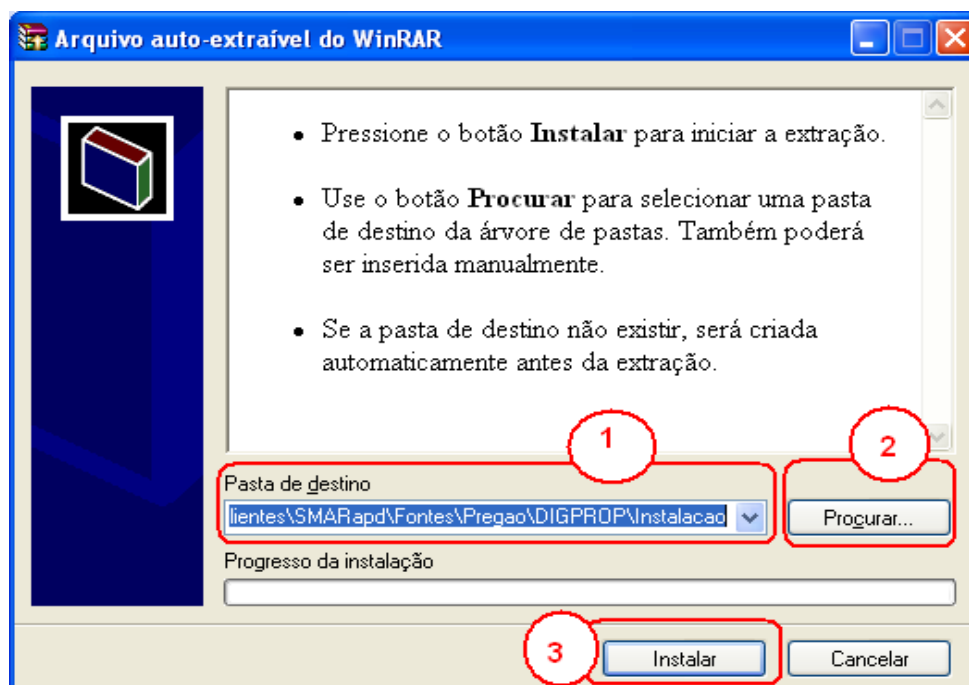 Arquivo auto-extraível do WinRAR
• Pressione o botão Instalar para iniciar a extração.
• Use o botão Procurar para selecionar uma pasta
de destino da árvore de pastas. Também poderá
ser inserida manualmente.
• Se a pasta de destino não existir, será criada
automaticamente antes da extração.
1
2
Pasta de destino
lientes\SMARapd\Fontes\Pregao\DIGPROP\Instalacao
Procurar...
Progresso da instalação
3
Instalar
Cancelar